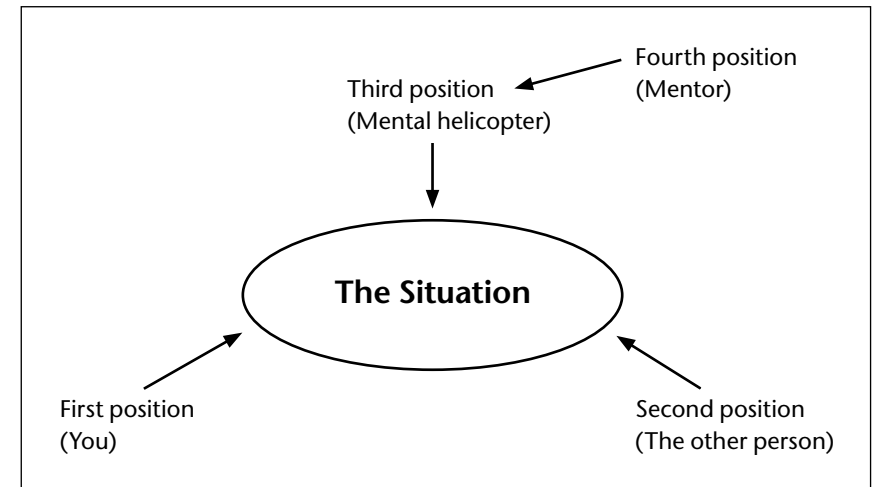 Fourth position
(Mentor)
Third position
(Mental helicopter)
The Situation
First position
(You)
Second position
(The other person)